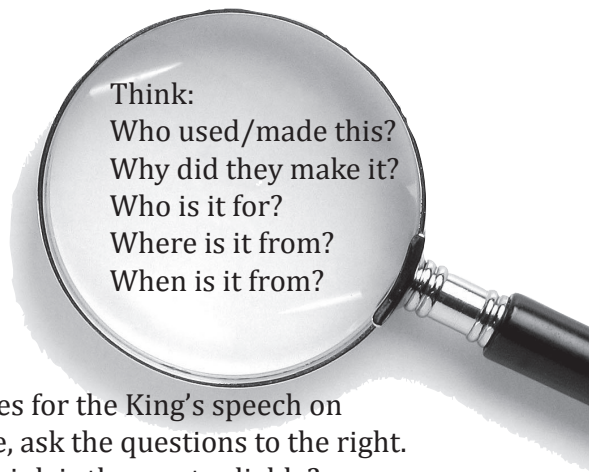 Think:
Who used/made this?
Why did they make it?
Who is it for?
Where is it from?
When is it from?
es for the King's speech on
e, ask the questions to the right.